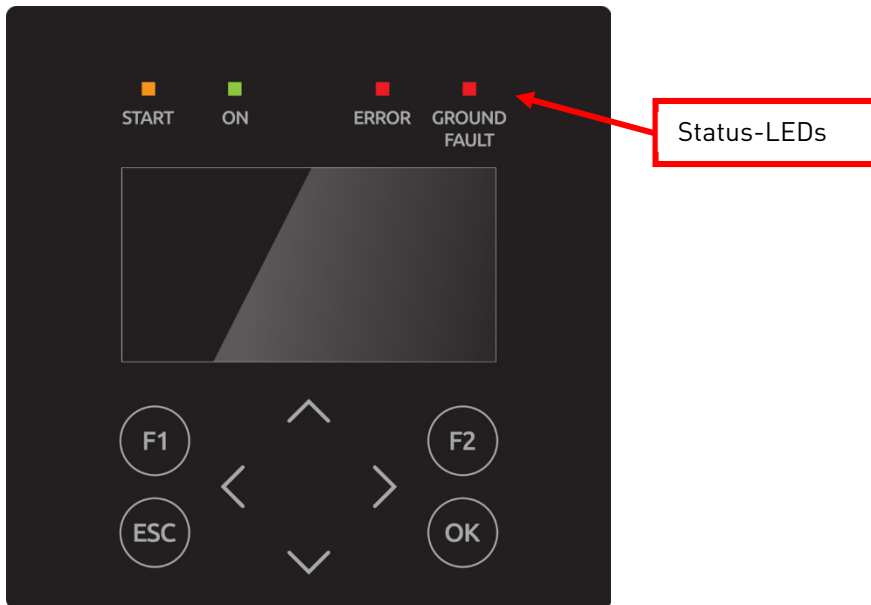 START ON ERROR GROUND
FAULT
Status-LEDs
F1 F2
ESC OK